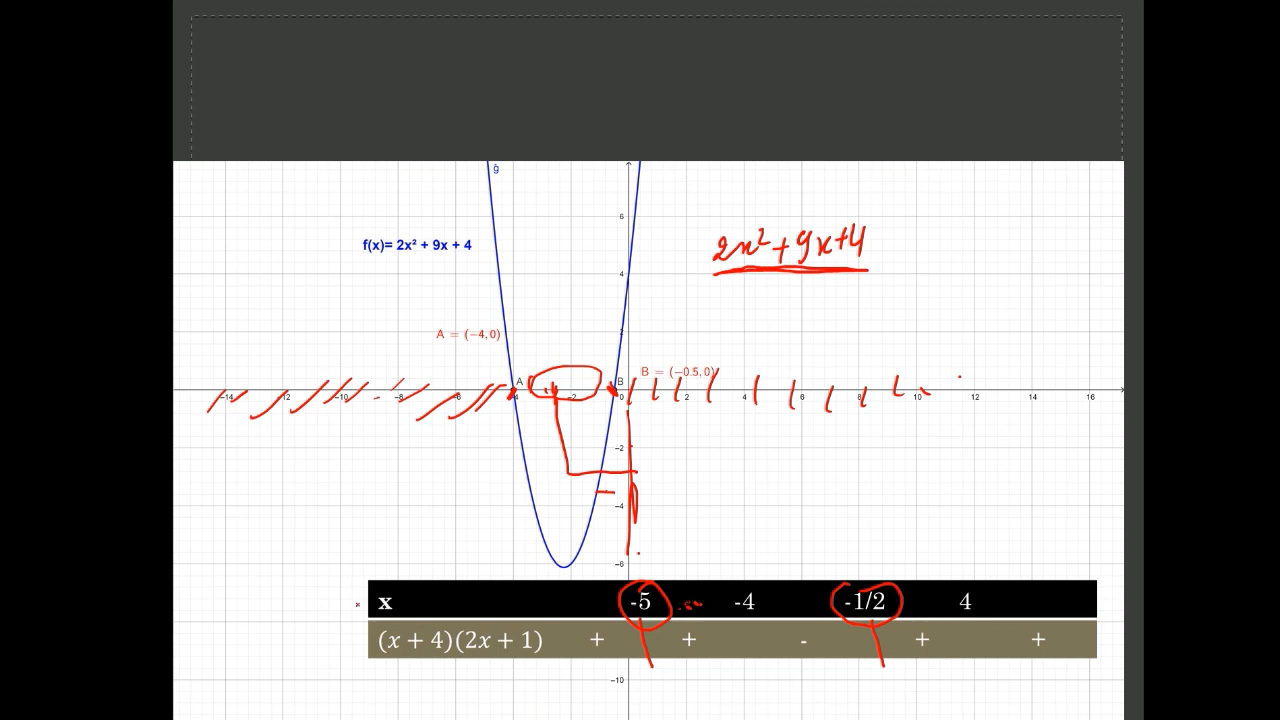 ĝ
f(x)= 2x² + 9x + 4
2x²+9x+4
A = (−4,0)
B = (−0.5,0)
A
B
6
4
2
−14 −12 −10 −8 −6 −4 −2 0 2 4 6 8 10 12 14 16
−2
−4
−6
−10
x -5 -4 -1/2 4
(x + 4)(2x + 1) + + - + +